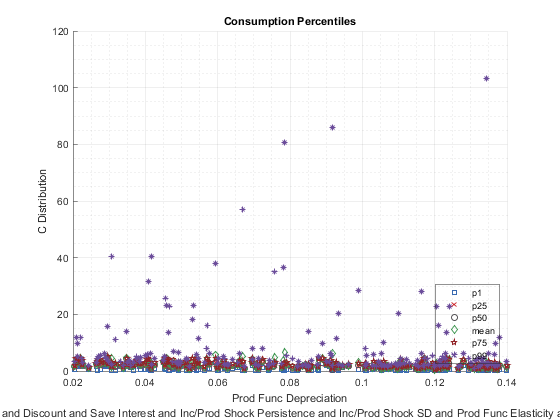 Consumption Percentiles
120
100
80
60
40
20
0
C Distribution
p1
p25
p50
mean
p75
0.02
0.04
0.06
0.08
0.1
0.12
0.14
Prod Func Depreciation
and Discount and Save Interest and Inc/Prod Shock Persistence and Inc/Prod Shock SD and Prod Func Elasticity